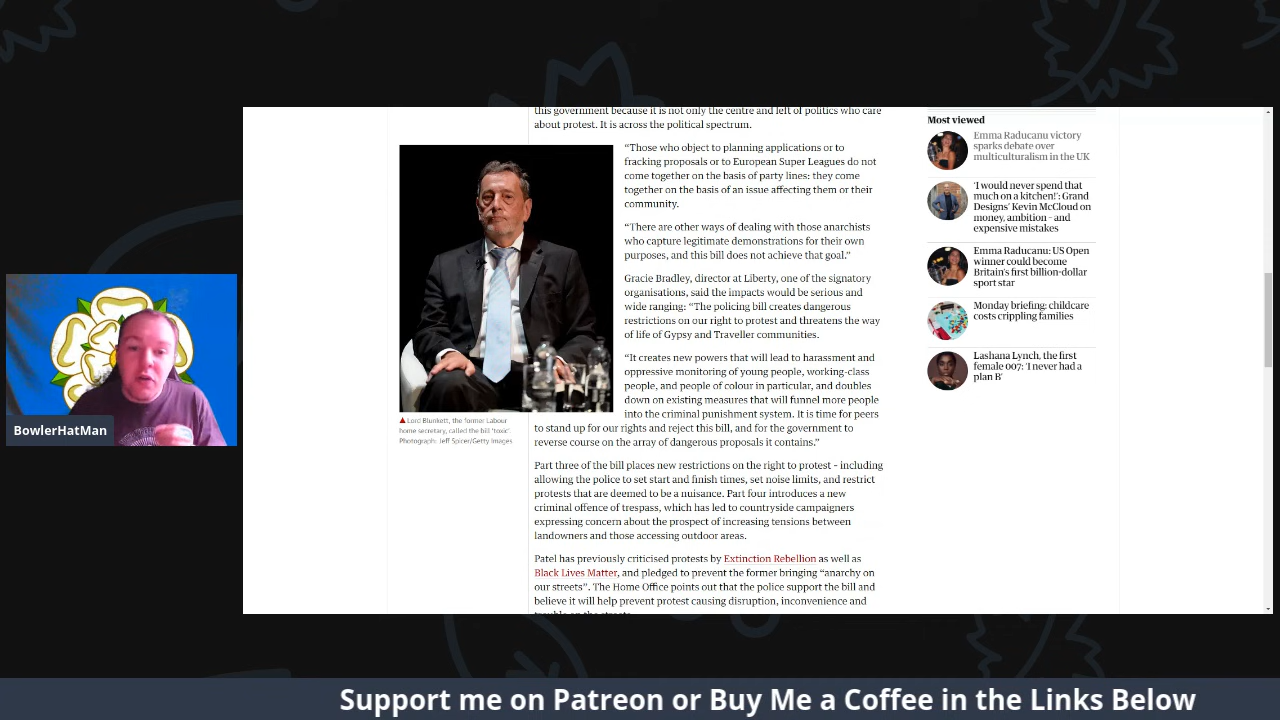 this government because it is not only the centre and left of politics who care
about protest. It is across the political spectrum.
“Those who object to planning applications or to
fracking proposals or to European Super Leagues do not
come together on the basis of party lines: they come
together on the basis of an issue affecting them or their
community.
“There are other ways of dealing with those anarchists
who capture legitimate demonstrations for their own
purposes, and this bill does not achieve that goal.”
Gracie Bradley, director at Liberty, one of the signatory
organisations, said the impacts would be serious and
wide ranging: “The policing bill creates dangerous
restrictions on our right to protest and threatens the way
of life of Gypsy and Traveller communities.
“It creates new powers that will lead to harassment and
oppressive monitoring of young people, working-class
people, and people of colour in particular, and doubles
down on existing measures that will funnel more people
into the criminal punishment system. It is time for peers
to stand up for our rights and reject this bill, and for the government to
reverse course on the array of dangerous proposals it contains.”
Lord Blunkett, the former Labour
home secretary, called the bill ‘toxic’.
Photograph: Jeff Spicer/Getty Images
Part three of the bill places new restrictions on the right to protest – including
allowing the police to set start and finish times, set noise limits, and restrict
protests that are deemed to be a nuisance. Part four introduces a new
criminal offence of trespass, which has led to countryside campaigners
expressing concern about the prospect of increasing tensions between
landowners and those accessing outdoor areas.
Patel has previously criticised protests by Extinction Rebellion as well as
Black Lives Matter, and pledged to prevent the former bringing “anarchy on
our streets”. The Home Office points out that the police support the bill and
believe it will help prevent protest causing disruption, inconvenience and
Most viewed
Emma Raducanu victory
sparks debate over
multiculturalism in the UK
‘I would never spend that
much on a kitchen!’: Grand
Designs’ Kevin McCloud on
money, ambition – and
expensive mistakes
Emma Raducanu: US Open
winner could become
Britain’s first billion-dollar
sport star
Monday briefing: childcare
costs crippling families
Lashana Lynch, the first
female 007: ‘I never had a
plan B’
BowlerHatMan
Support me on Patreon or Buy Me a Coffee in the Links Below